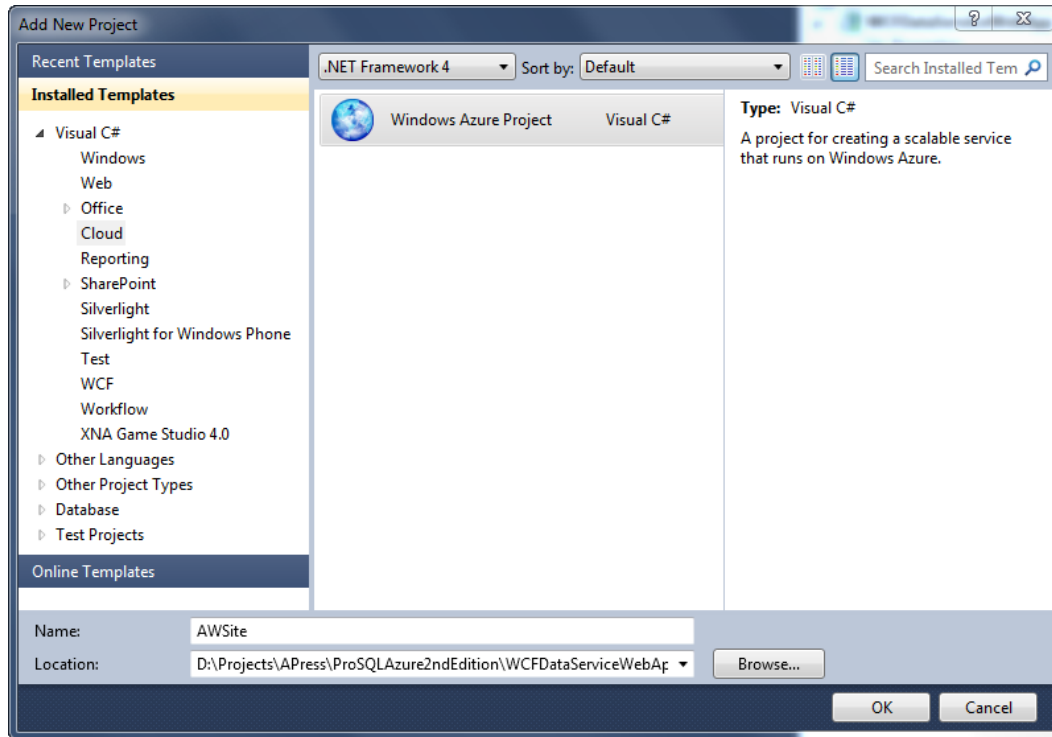 Add New Project
Recent Templates
Installed Templates
Visual C#
Windows
Web
Office
Cloud
Reporting
SharePoint
Silverlight
Silverlight for Windows Phone
Test
WCF
Workflow
XNA Game Studio 4.0
Other Languages
Other Project Types
Database
Test Projects
Online Templates
.NET Framework 4 Sort by: Default Search Installed Tem
Windows Azure Project Visual C#
Type: Visual C#
A project for creating a scalable service
that runs on Windows Azure.
Name: AWSite
Location: D:\Projects\APress\ProSQLAzure2ndEdition\WCFDataServiceWebAp Browse...
OK Cancel